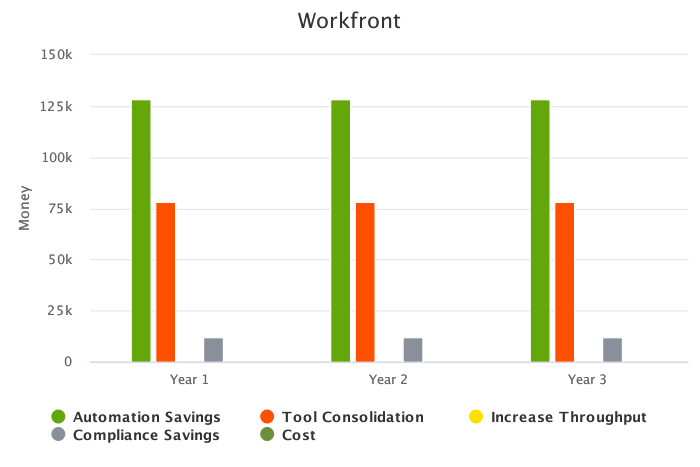 Workfront
150k
125k
100k
75k
50k
25k
0
Money
Year 1 Year 2 Year 3
Automation Savings Tool Consolidation Increase Throughput
Compliance Savings Cost